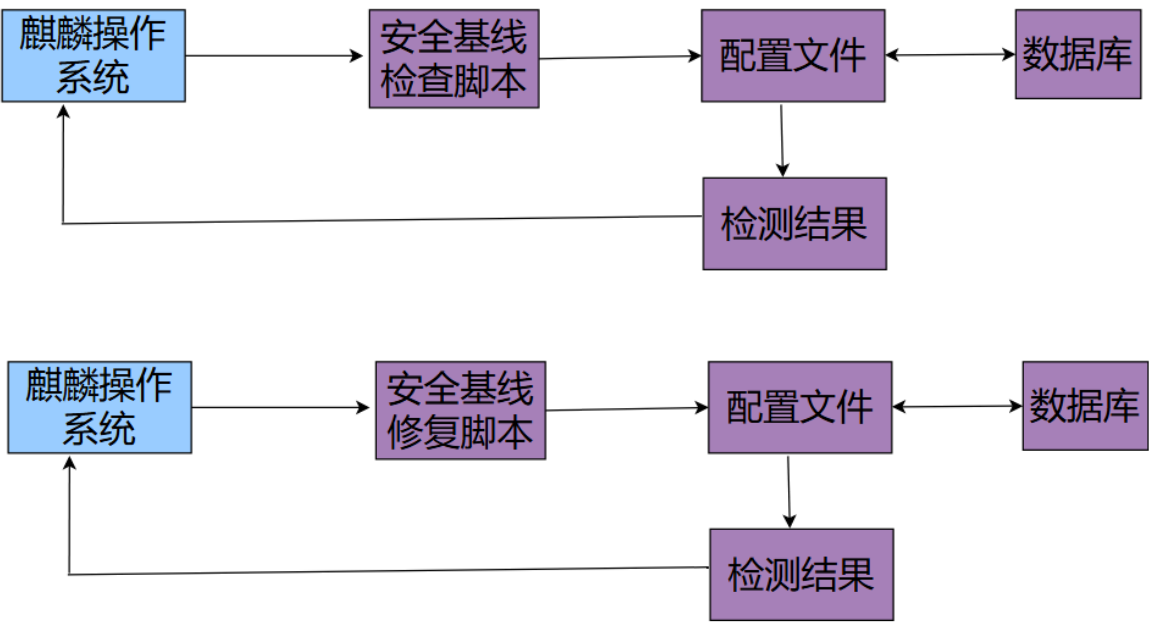 麒麟操作
系统
安全基线
检查脚本
配置文件
数据库
检测结果
麒麟操作
系统
安全基线
修复脚本
配置文件
数据库
检测结果